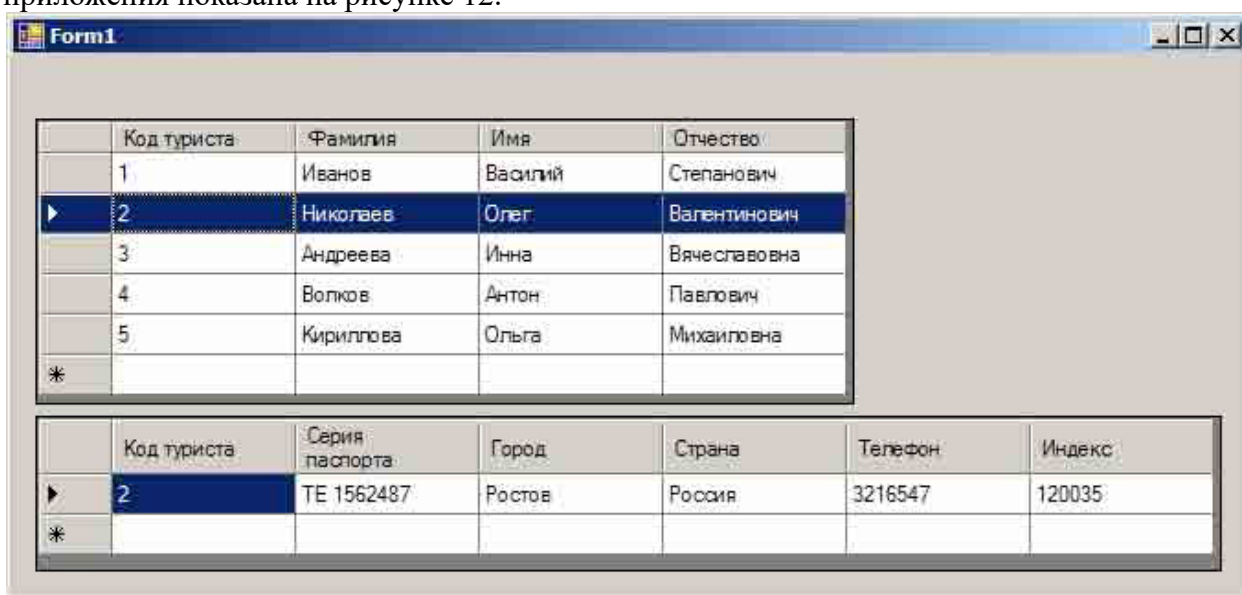 приложения показана на рисунке 12.
Form1
Код туриста Фамилия Имя Отчество
1 Иванов Василий Степанович
2 Николаев Олег Валентинович
3 Андреева Инна Вячеславовна
4 Волков Антон Павлович
5 Кириллова Ольга Михаиловна
Код туриста Серия паспорта Город Страна Телефон Индекс
2 ТЕ 1562487 Ростов Россия 3216547 120035